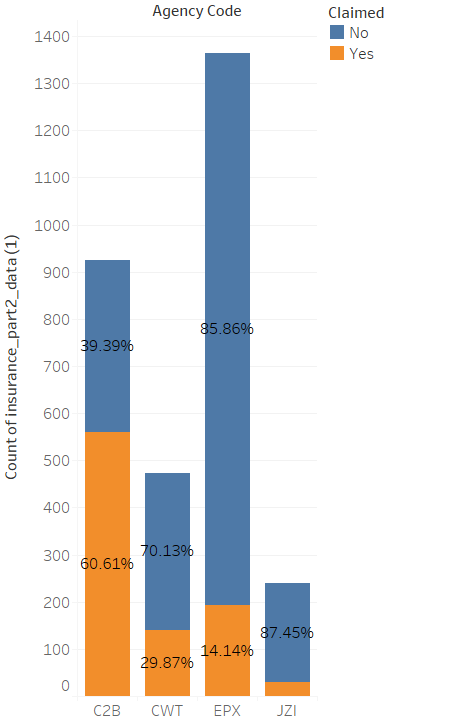 Agency Code
Claimed
No
Yes
Count of insurance_part2_data (1)
1400
1300
1200
1100
1000
900
800
700
600
500
400
300
200
100
0
39.39%
60.61%
70.13%
29.87%
85.86%
14.14%
87.45%
C2B
CWT
EPX
JZI